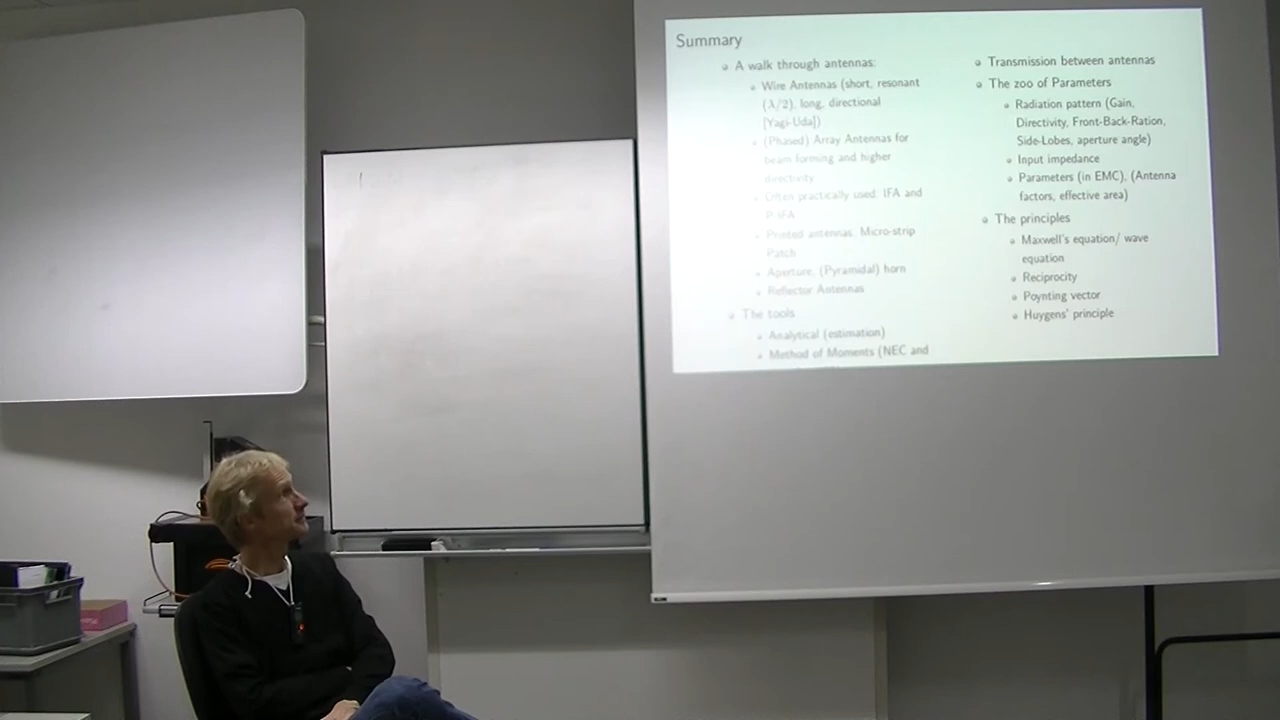 Summary
A walk through antennas:
Wire Antennas (short, resonant
(λ/2), long, directional
[Yagi-Uda])
(Phased) Array Antennas for
beam forming and higher
directivity
Often practically used: IFA and
P-IFA
Printed antennas, Micro-strip
Patch
Aperture, (Pyramidal) horn
Reflector Antennas
The tools
Analytical (estimation)
Method of Moments (NEC and
Transmission between antennas
The zoo of Parameters
Radiation pattern (Gain,
Directivity, Front-Back-Ration,
Side-Lobes, aperture angle)
Input impedance
Parameters (in EMC), (Antenna
factors, effective area)
The principles
Maxwell's equation/ wave
equation
Reciprocity
Poynting vector
Huygens' principle